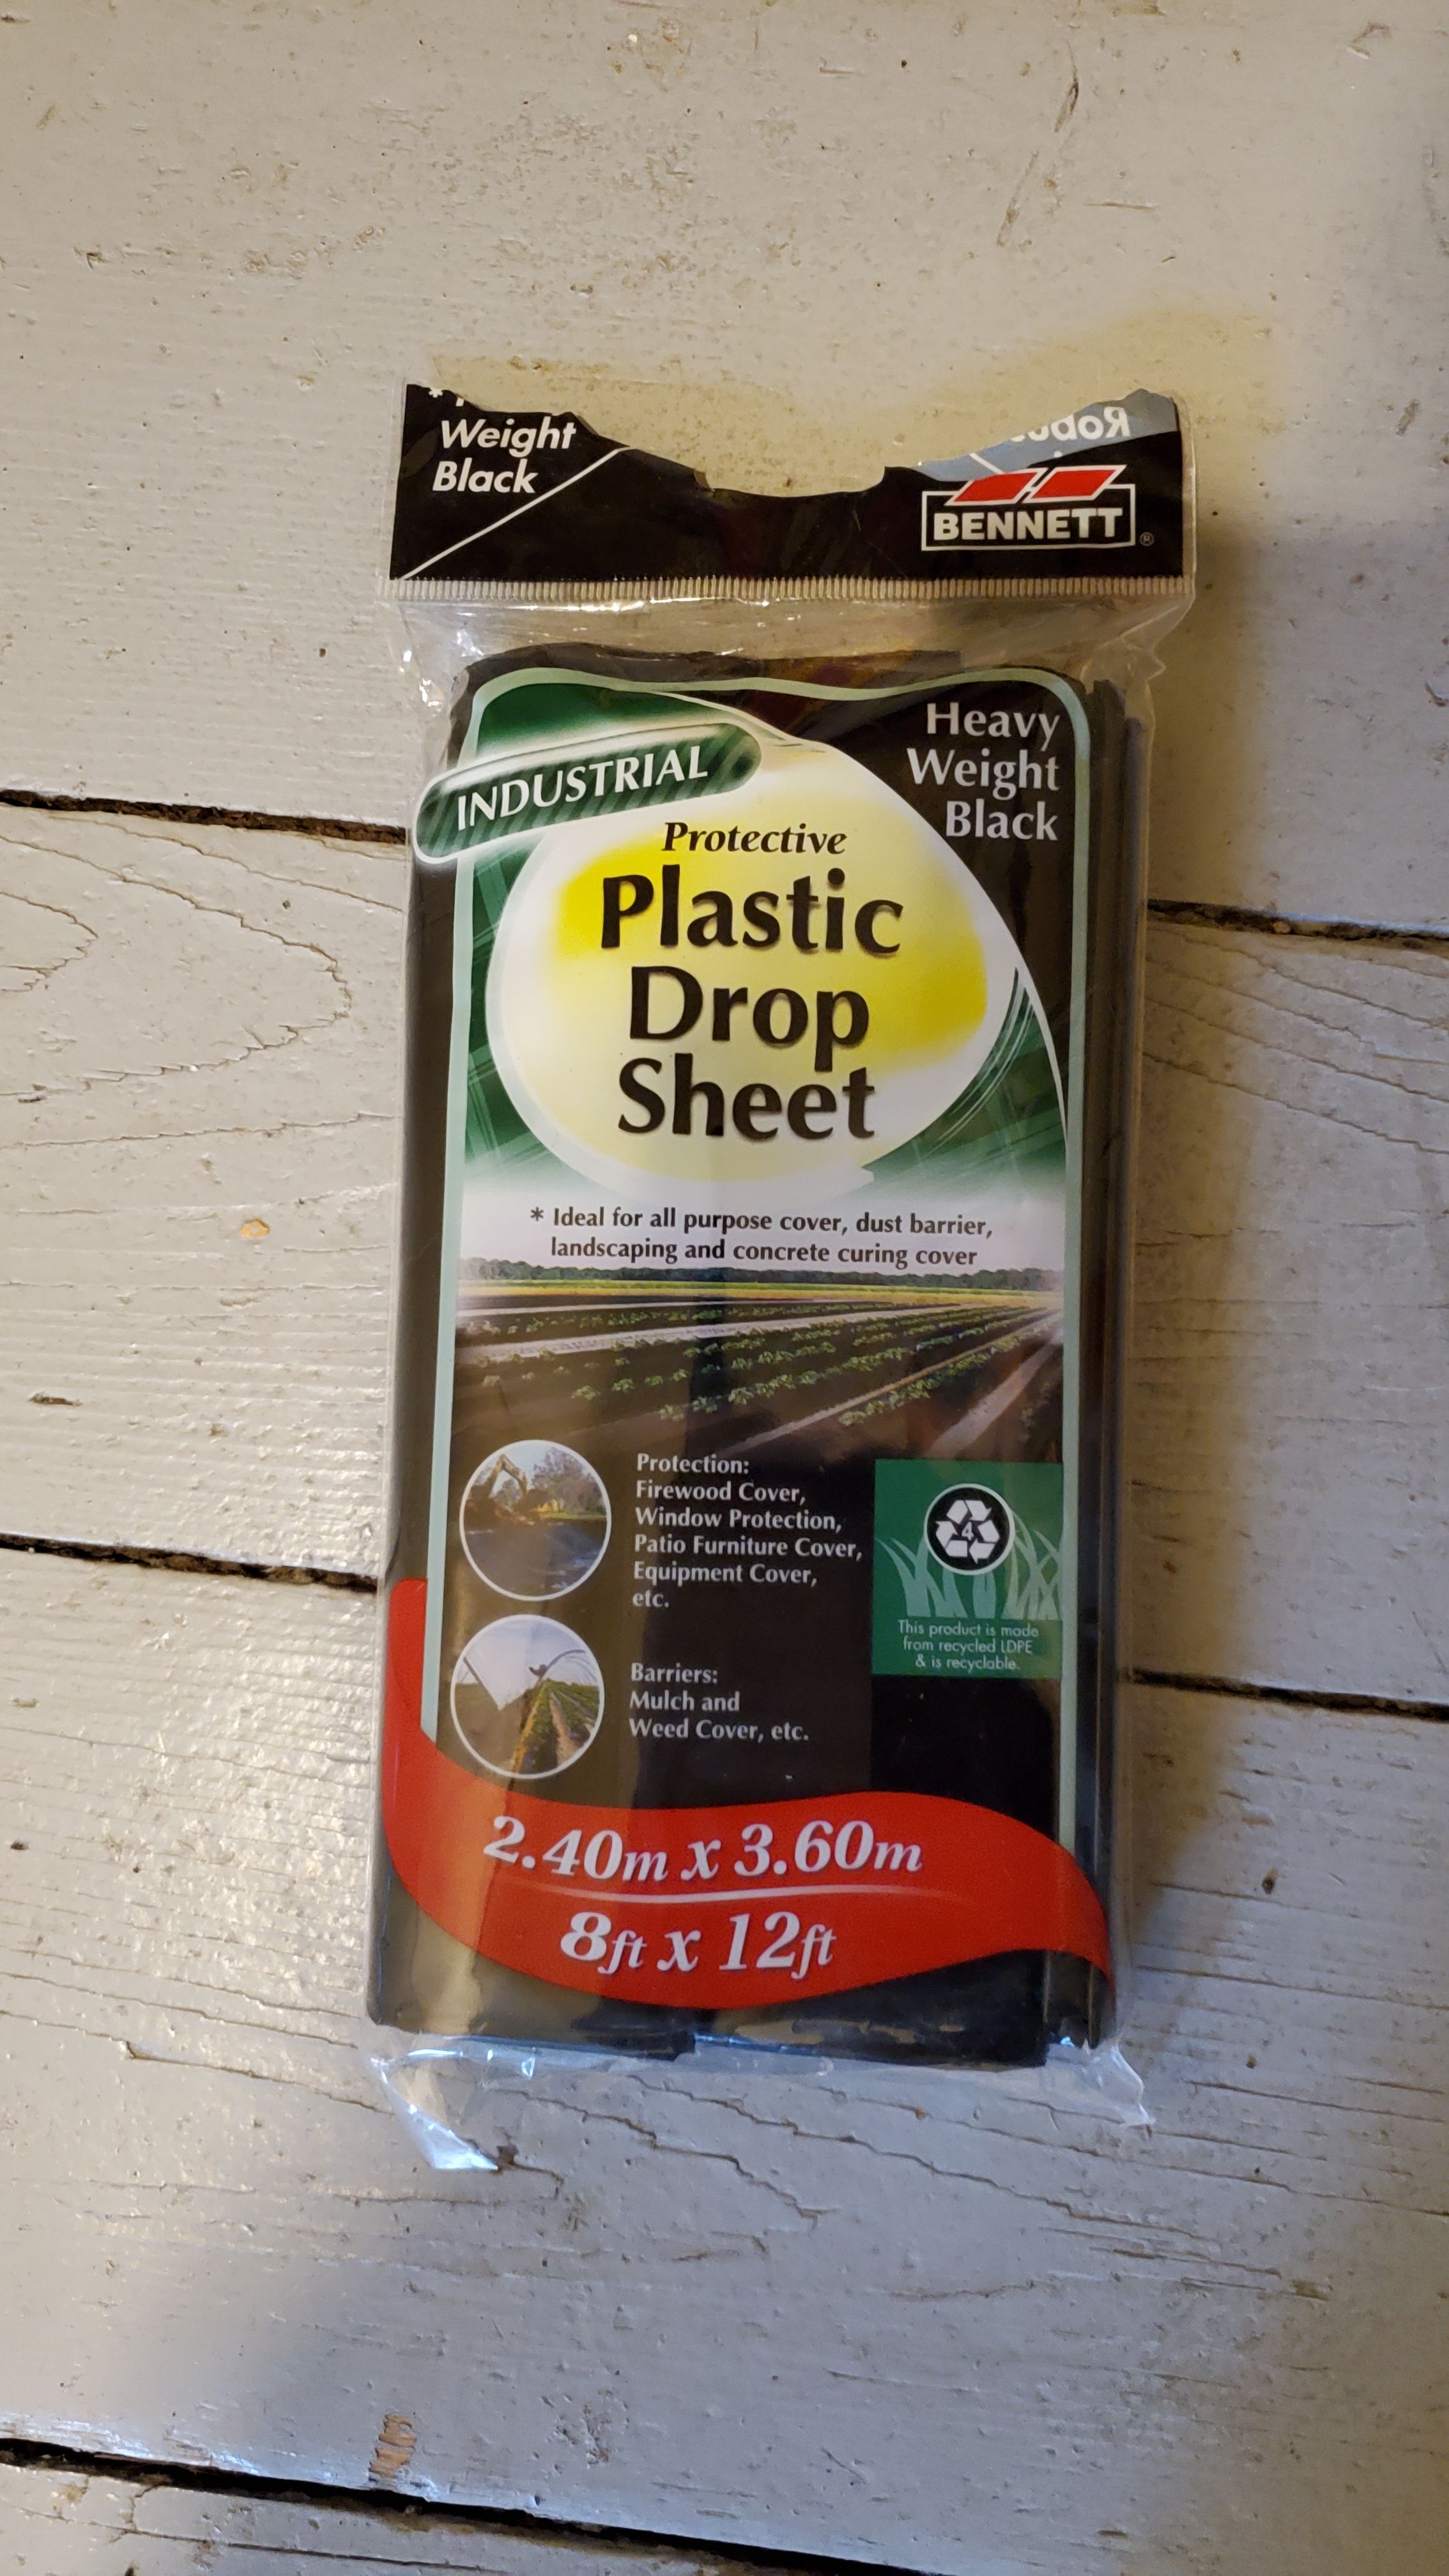 Weight
Black
BENNETT
®
INDUSTRIAL
Heavy
Weight
Black
Protective
Plastic
Drop
Sheet
* Ideal for all purpose cover, dust barrier,
landscaping and concrete curing cover
Protection:
Firewood Cover,
Window Protection,
Patio Furniture Cover,
Equipment Cover,
etc.
4
This product is made
from recycled LDPE
& is recyclable.
Barriers:
Mulch and
Weed Cover, etc.
2.40m x 3.60m
8ft x 12ft